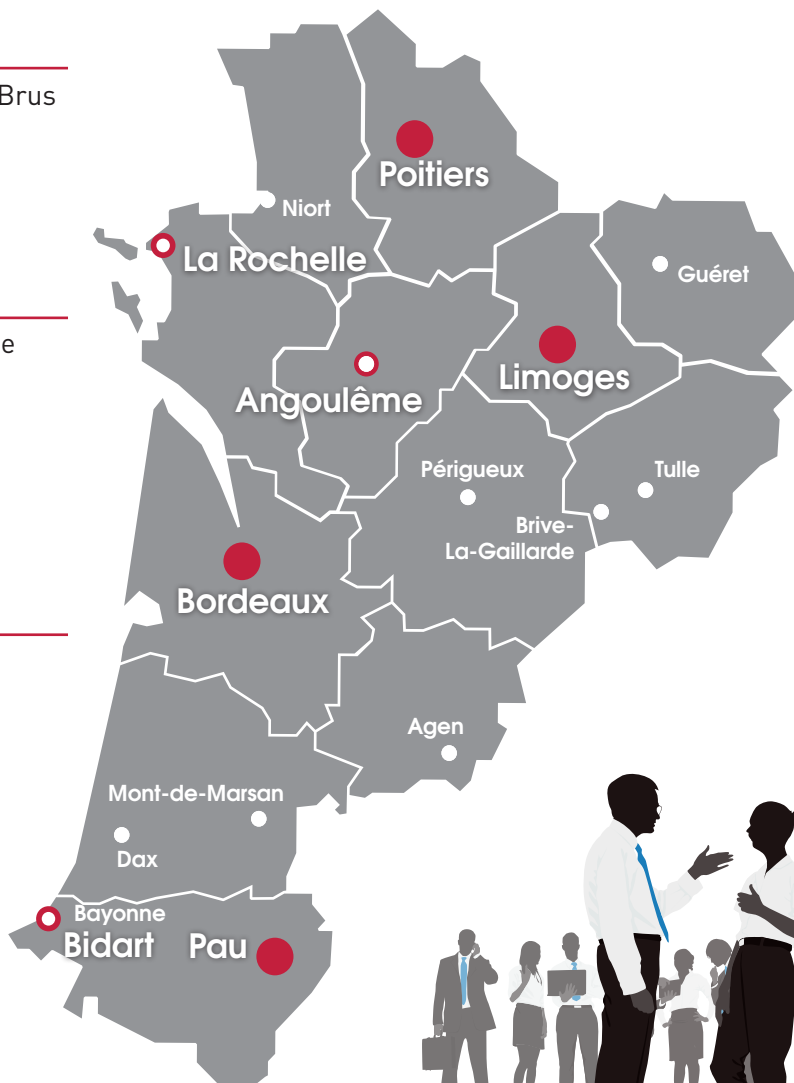 Brus
Poitiers
Niort
La Rochelle
Guéret
e
Limoges
Angoulême
Périgueux
Tulle
Brive-
La-Gaillarde
Bordeaux
Agen
Mont-de-Marsan
Dax
Bayonne
Bidart
Pau